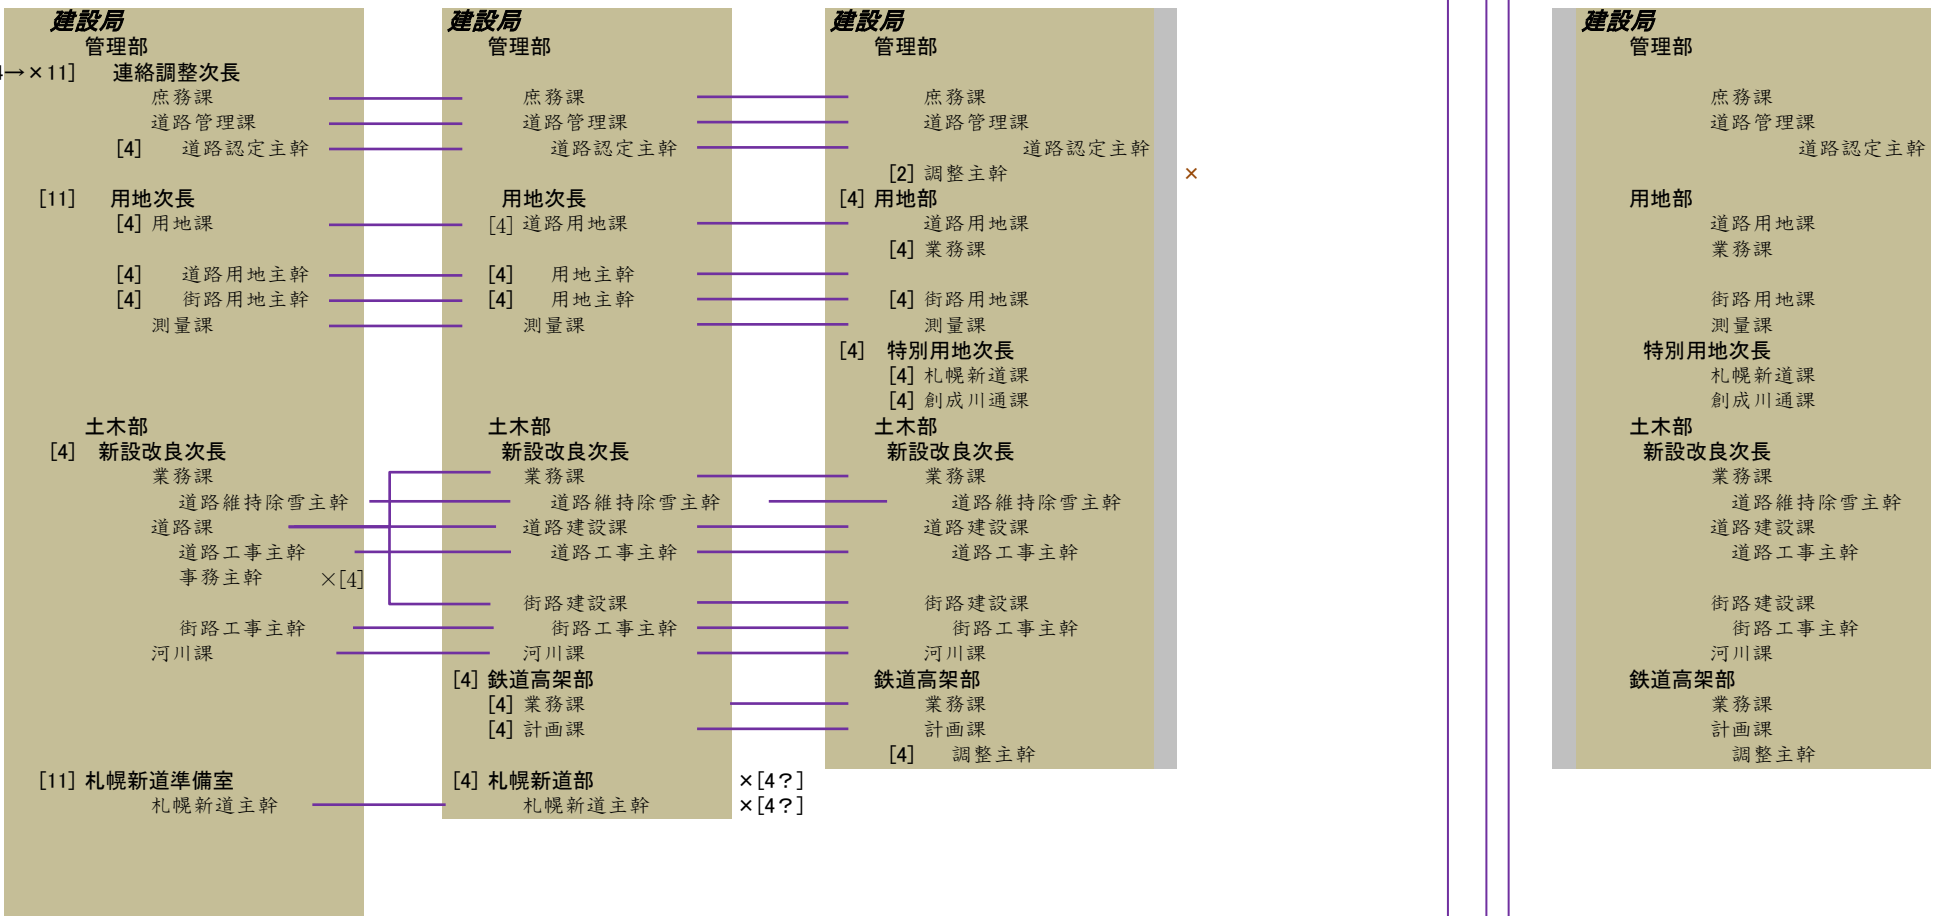 建設局 建設局 建設局 建設局
管理部 管理部 管理部 管理部
→×11] 連絡調整次長
庶務課 庶務課 庶務課 庶務課
道路管理課 道路管理課 道路管理課 道路管理課
[4] 道路認定主幹 道路認定主幹 道路認定主幹 道路認定主幹
[2] 調整主幹 ×
[11] 用地次長 用地次長 [4] 用地部 用地部
[4] 用地課 [4] 道路用地課 道路用地課 道路用地課
[4] 業務課 業務課
[4] 道路用地主幹 [4] 用地主幹
[4] 街路用地主幹 [4] 用地主幹 [4] 街路用地課 街路用地課
測量課 測量課 測量課 測量課
[4] 特別用地次長 特別用地次長
[4] 札幌新道課 札幌新道課
[4] 創成川通課 創成川通課
土木部 土木部 土木部 土木部
[4] 新設改良次長 新設改良次長 新設改良次長 新設改良次長
業務課 業務課 業務課 業務課
道路維持除雪主幹 道路維持除雪主幹 道路維持除雪主幹 道路維持除雪主幹
道路課 道路建設課 道路建設課 道路建設課
道路工事主幹 道路工事主幹 道路工事主幹 道路工事主幹
事務主幹 ×[4]
街路建設課 街路建設課 街路建設課
街路工事主幹 街路工事主幹 街路工事主幹 街路工事主幹
河川課 河川課 河川課 河川課
[4] 鉄道高架部 鉄道高架部 鉄道高架部
[4] 業務課 業務課 業務課
[4] 計画課 計画課 計画課
[4] 調整主幹 調整主幹
[11] 札幌新道準備室 [4] 札幌新道部 ×[4？]
札幌新道主幹 札幌新道主幹 ×[4？]